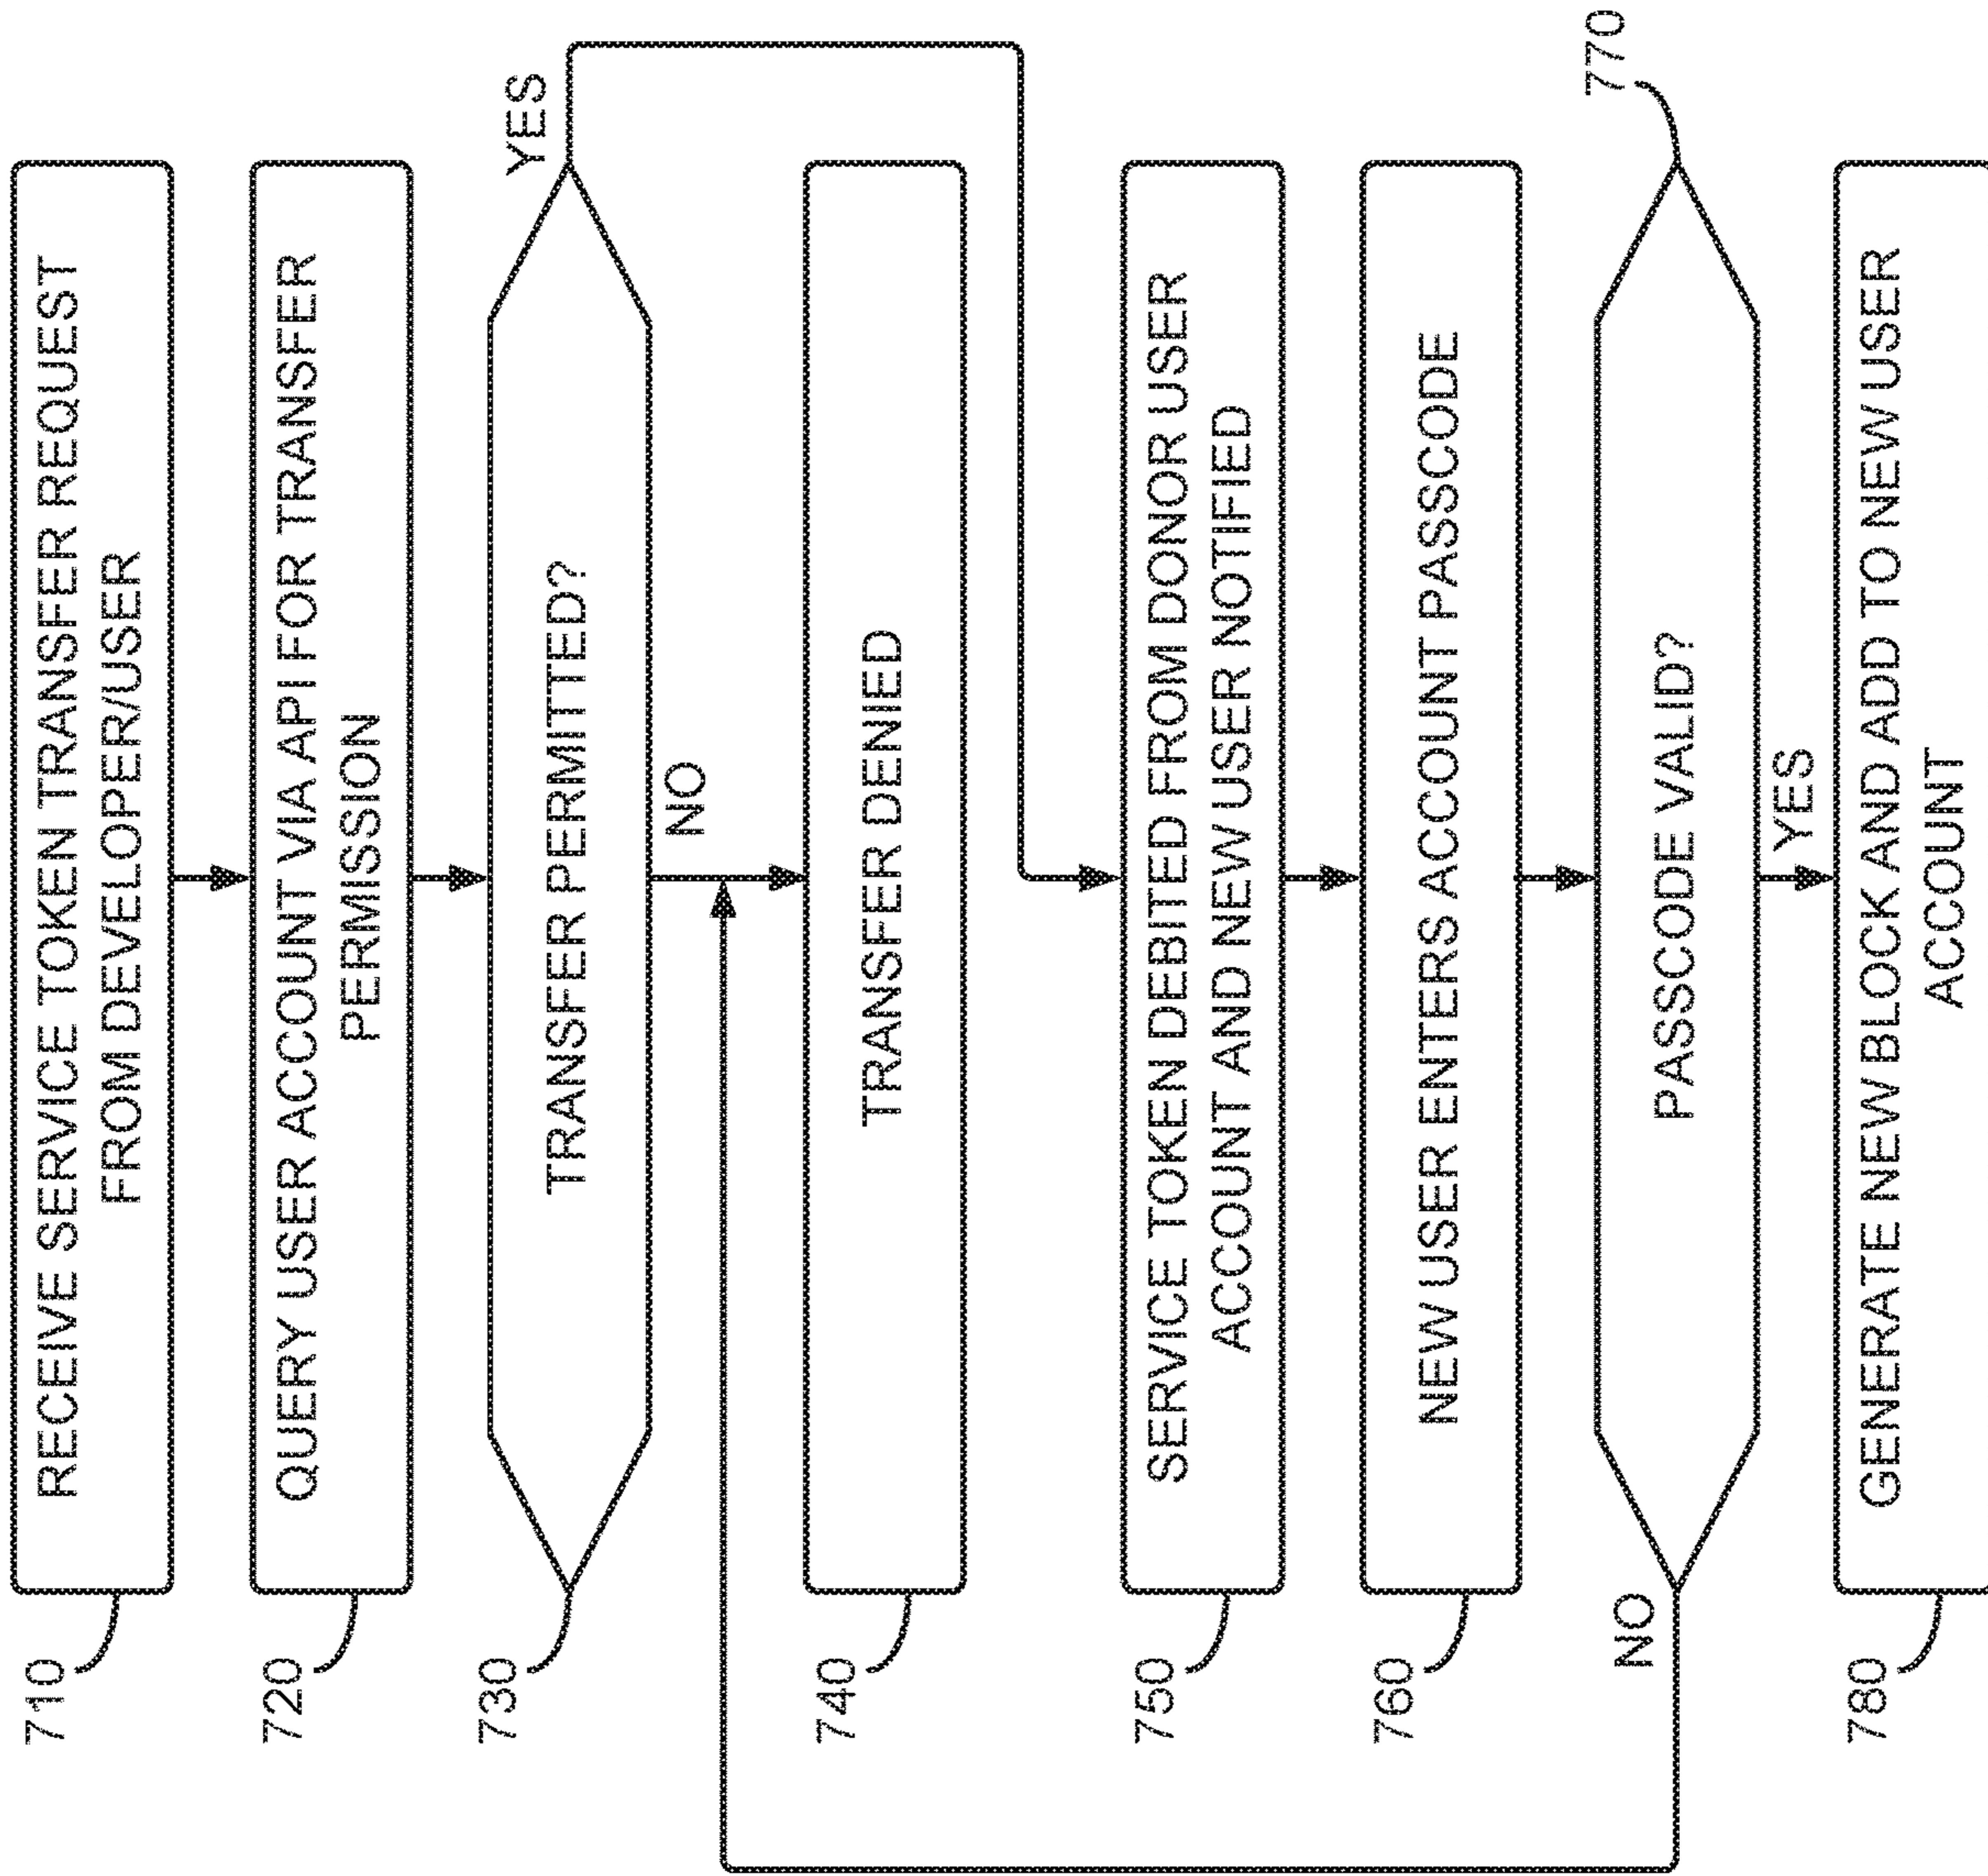 710
RECEIVE SERVICE TOKEN TRANSFER REQUEST
FROM DEVELOPER/USER
720
QUERY USER ACCOUNT VIA API FOR TRANSFER
PERMISSION
730
TRANSFER PERMITTED?
YES
NO
740
TRANSFER DENIED
750
SERVICE TOKEN DEBITED FROM DONOR USER
ACCOUNT AND NEW USER NOTIFIED
760
NEW USER ENTERS ACCOUNT PASSCODE
770
PASSCODE VALID?
NO
YES
780
GENERATE NEW BLOCK AND ADD TO NEW USER
ACCOUNT